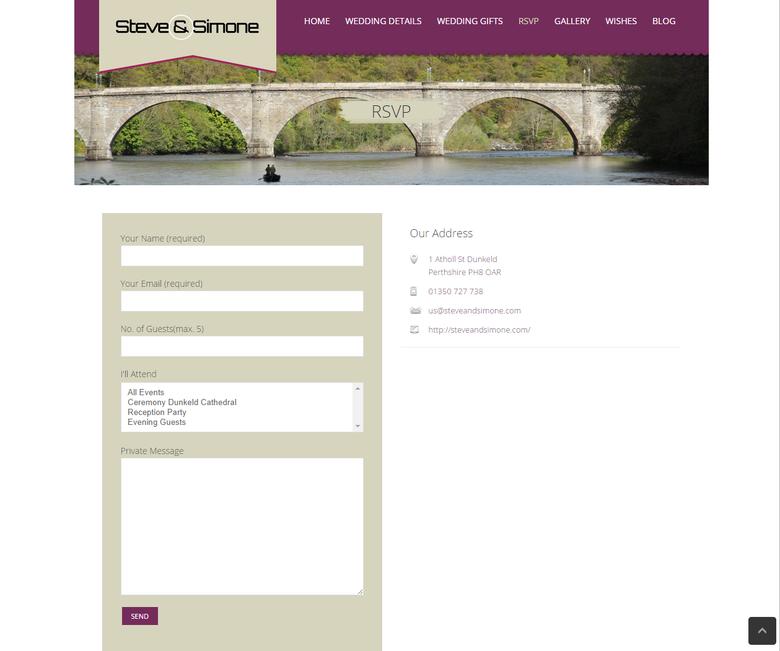 Steve & Simone
HOME WEDDING DETAILS WEDDING GIFTS RSVP GALLERY WISHES BLOG
RSVP
Your Name (required)
Your Email (required)
No. of Guests(max. 5)
I'll Attend
All Events
Ceremony Dunkeld Cathedral
Reception Party
Evening Guests
Private Message
SEND
Our Address
1 Atholl St Dunkeld
Perthshire PH8 OAR
01350 727 738
us@steveandsimone.com
http://steveandsimone.com/